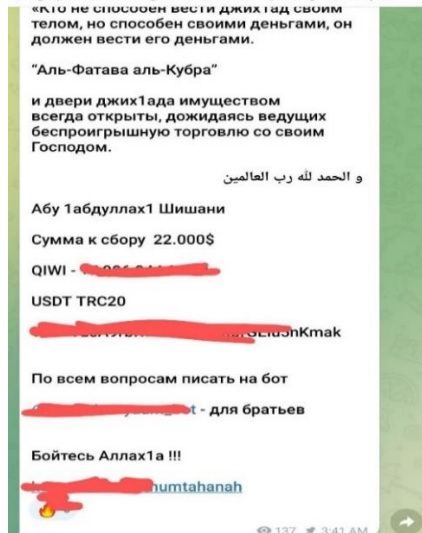 «Кто не способен вести джих1ад своим
телом, но способен своими деньгами, он
должен вести его деньгами.
“Аль-Фатава аль-Кубра”
и двери джих1ада имуществом
всегда открыты, дожидаясь ведущих
беспроигрышную торговлю со своим
Господом.
و الحمد لله رب العالمين
Абу 1абдуллах1 Шишани
Сумма к сбору 22.000$
QIWI -
USDT TRC20
По всем вопросам писать на бот
- для братьев
Бойтесь Аллах1а !!!
137 3:41 AM